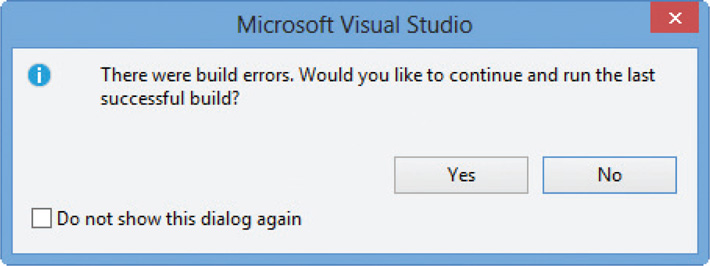 Microsoft Visual Studio
There were build errors. Would you like to continue and run the last
successful build?
Yes
No
Do not show this dialog again